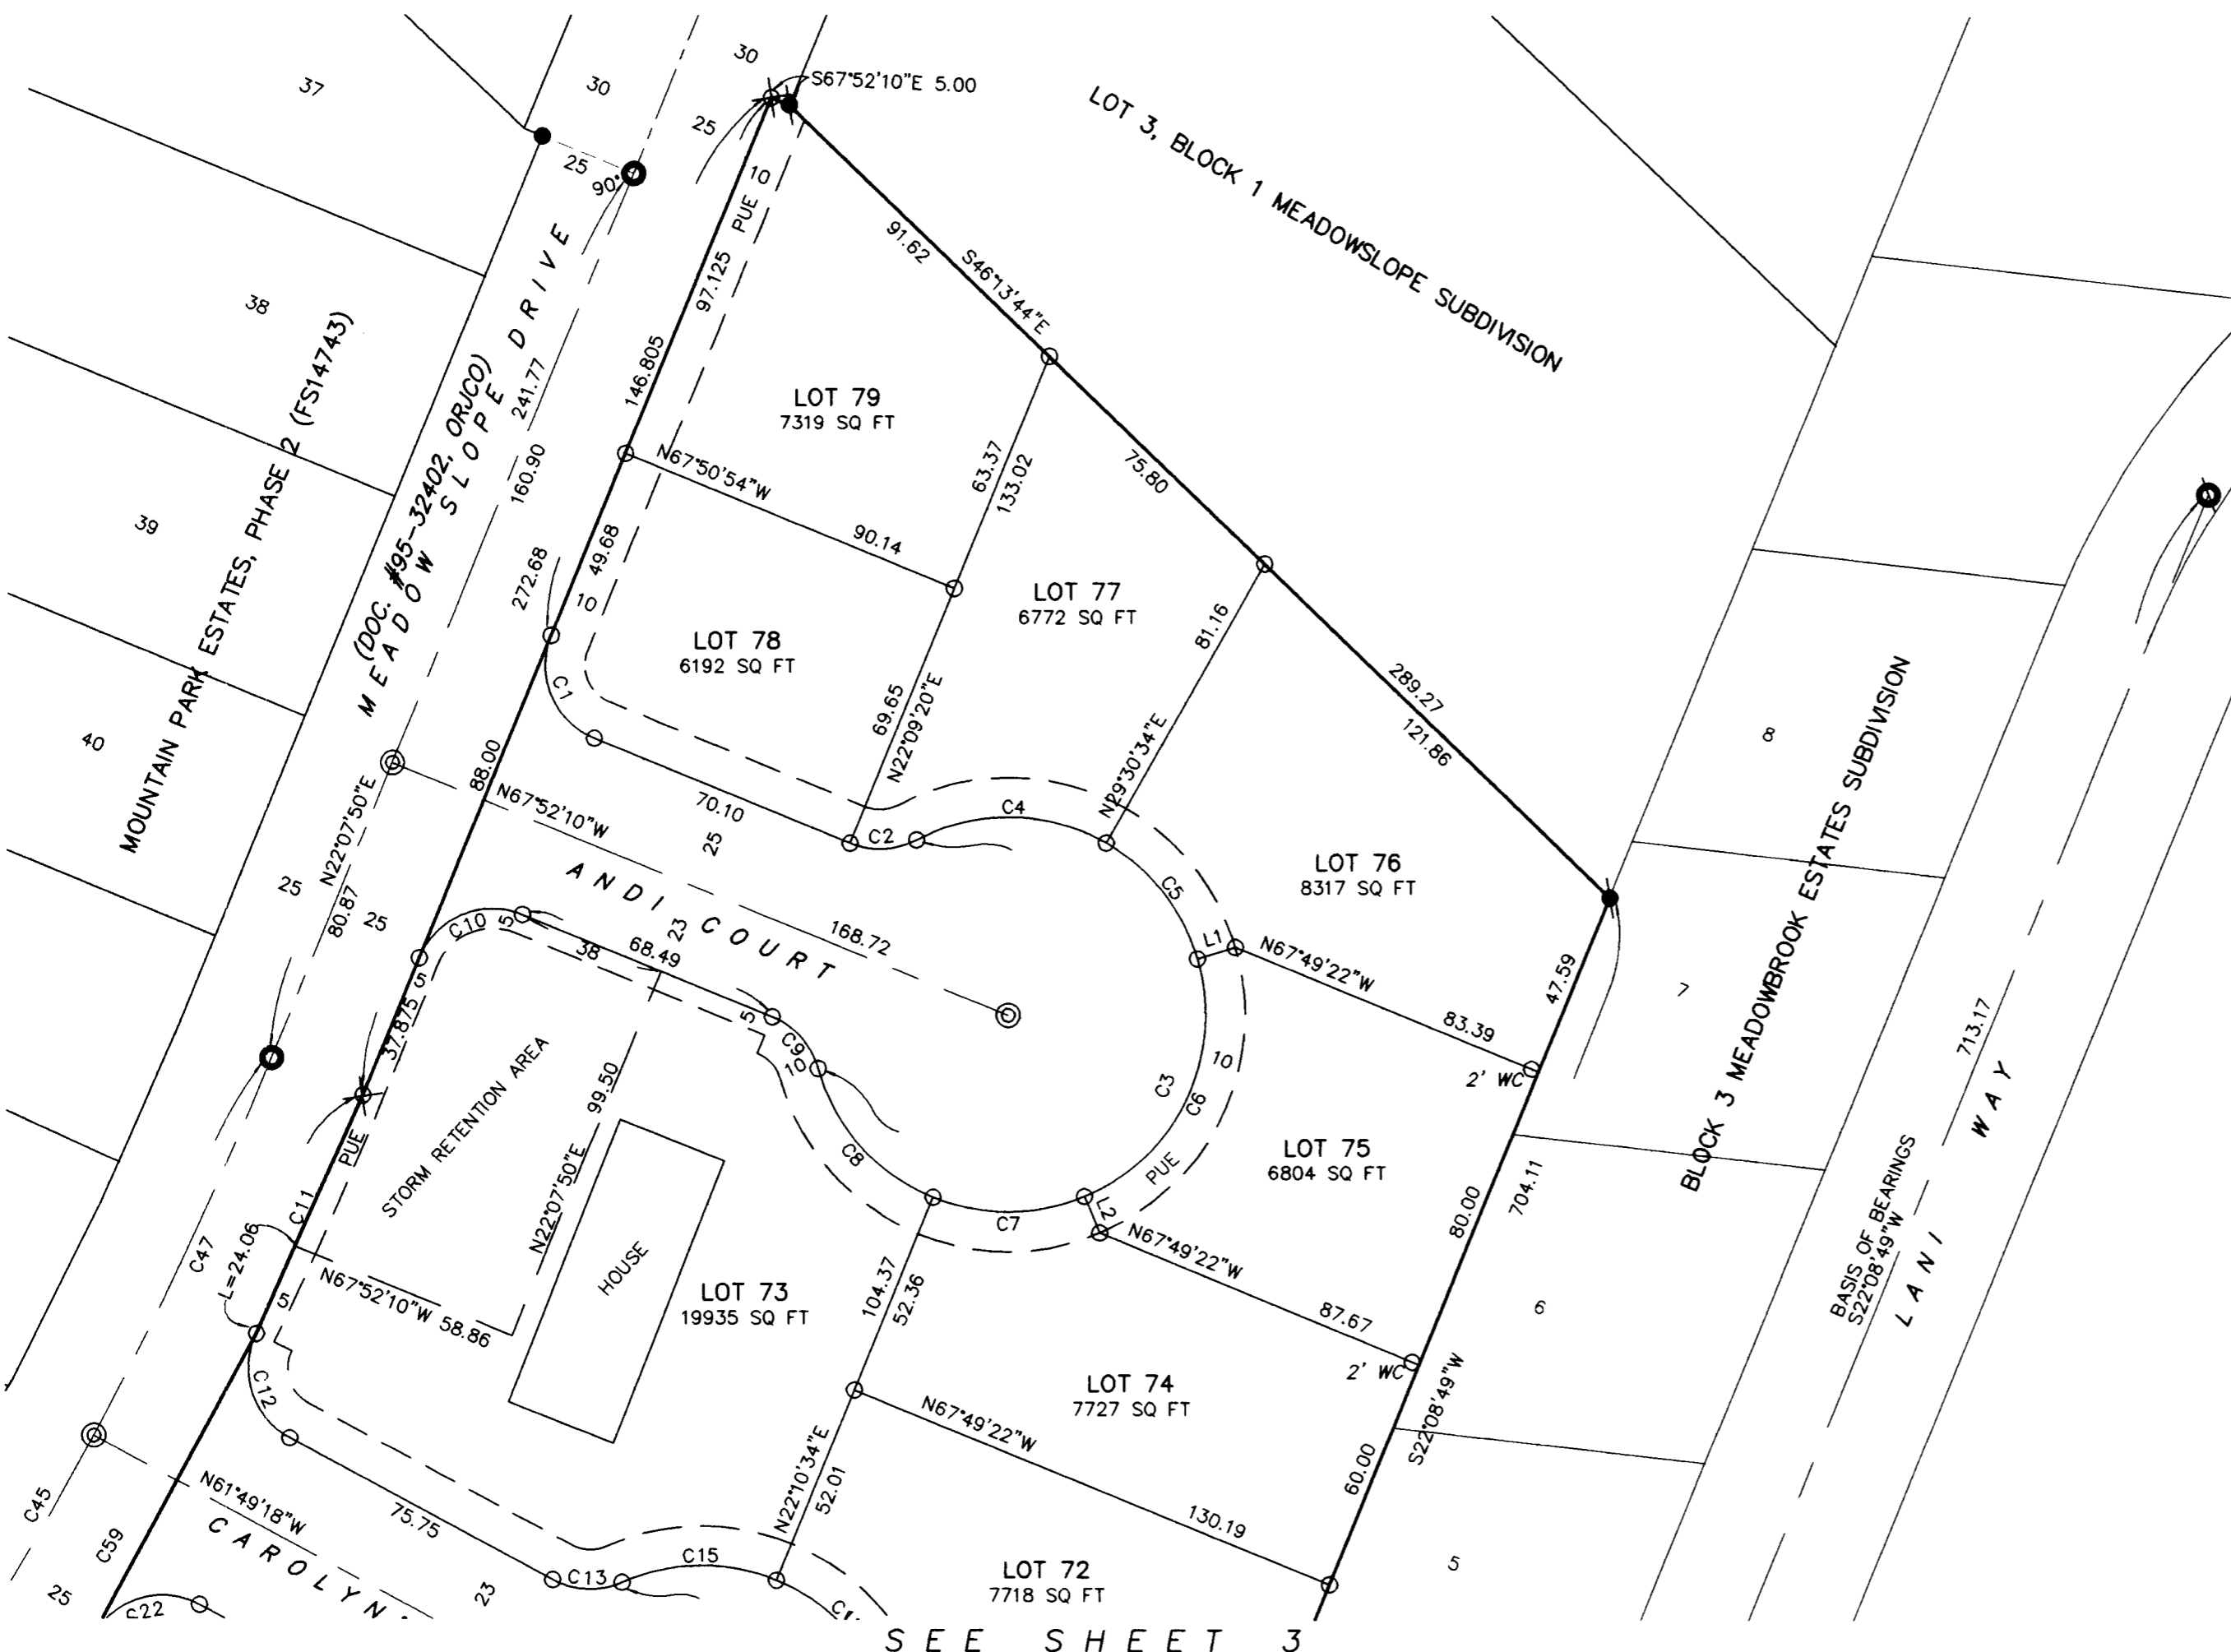 37
30
30
S67°52'10"E 5.00
25
25
90°
10
PUE
LOT 3, BLOCK 1 MEADOWSLOPE SUBDIVISION
38
91.62
S46°13'44"E
97.125
146.805
MOUNTAIN PARK ESTATES, PHASE 2 (FS14743)
(DOC. #95-32402, ORJCO)
MEADOW SLOPE DRIVE
241.77
160.90
LOT 79
7319 SQ FT
N67°50'54"W
90.14
63.37
133.02
75.80
39
272.68
49.68
10
LOT 77
6772 SQ FT
81.16
LOT 78
6192 SQ FT
C1
69.65
N22°09'20"E
N29°30'34"E
289.27
121.86
8
40
88.00
N67°52'10"W
70.10
25
C2
C4
N22°07'50"E
80.87
25
25
ANDI COURT
23
168.72
C5
LOT 76
8317 SQ FT
L1
N67°49'22"W
83.39
47.59
2' WC
7
BLOCK 3 MEADOWBROOK ESTATES SUBDIVISION
C10
5
38
68.49
5
37.875
5
C9
10
C3
C6
10
PUE
STORM RETENTION AREA
99.50
N22°07'50"E
PUE
C11
C8
C7
L2
LOT 75
6804 SQ FT
N67°49'22"W
87.67
2' WC
80.00
704.11
6
713.17
BASIS OF BEARINGS
S22°08'49"W
LANI WAY
C47
L=24.06
5
N67°52'10"W 58.86
HOUSE
LOT 73
19935 SQ FT
104.37
52.36
C12
LOT 74
7727 SQ FT
N67°49'22"W
130.19
60.00
S22°08'49"W
N22°10'34"E
52.01
C45
C59
N61°49'18"W
75.75
CAROLYN
25
C22
23
C13
C15
LOT 72
7718 SQ FT
5
SEE SHEET 3